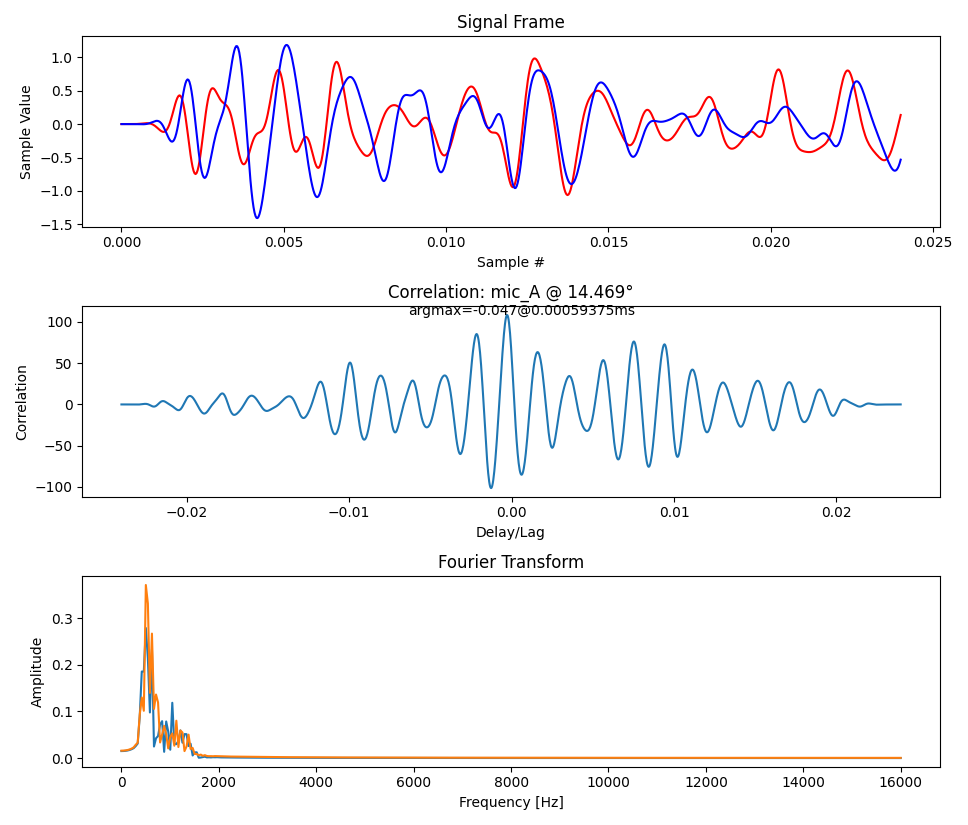 Signal Frame
Sample Value
1.0
0.5
0.0
−0.5
−1.0
−1.5
0.000 0.005 0.010 0.015 0.020 0.025
Sample #
Correlation: mic_A @ 14.469°
argmax=-0.047@0.00059375ms
Correlation
100
50
0
−50
−100
−0.02 −0.01 0.00 0.01 0.02
Delay/Lag
Fourier Transform
Amplitude
0.3
0.2
0.1
0.0
0 2000 4000 6000 8000 10000 12000 14000 16000
Frequency [Hz]